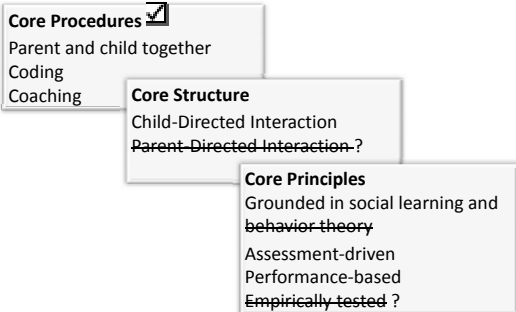 Core Procedures
Parent and child together
Coding
Coaching
Core Structure
Child-Directed Interaction
Parent-Directed Interaction ?
Core Principles
Grounded in social learning and
behavior theory
Assessment-driven
Performance-based
Empirically tested ?